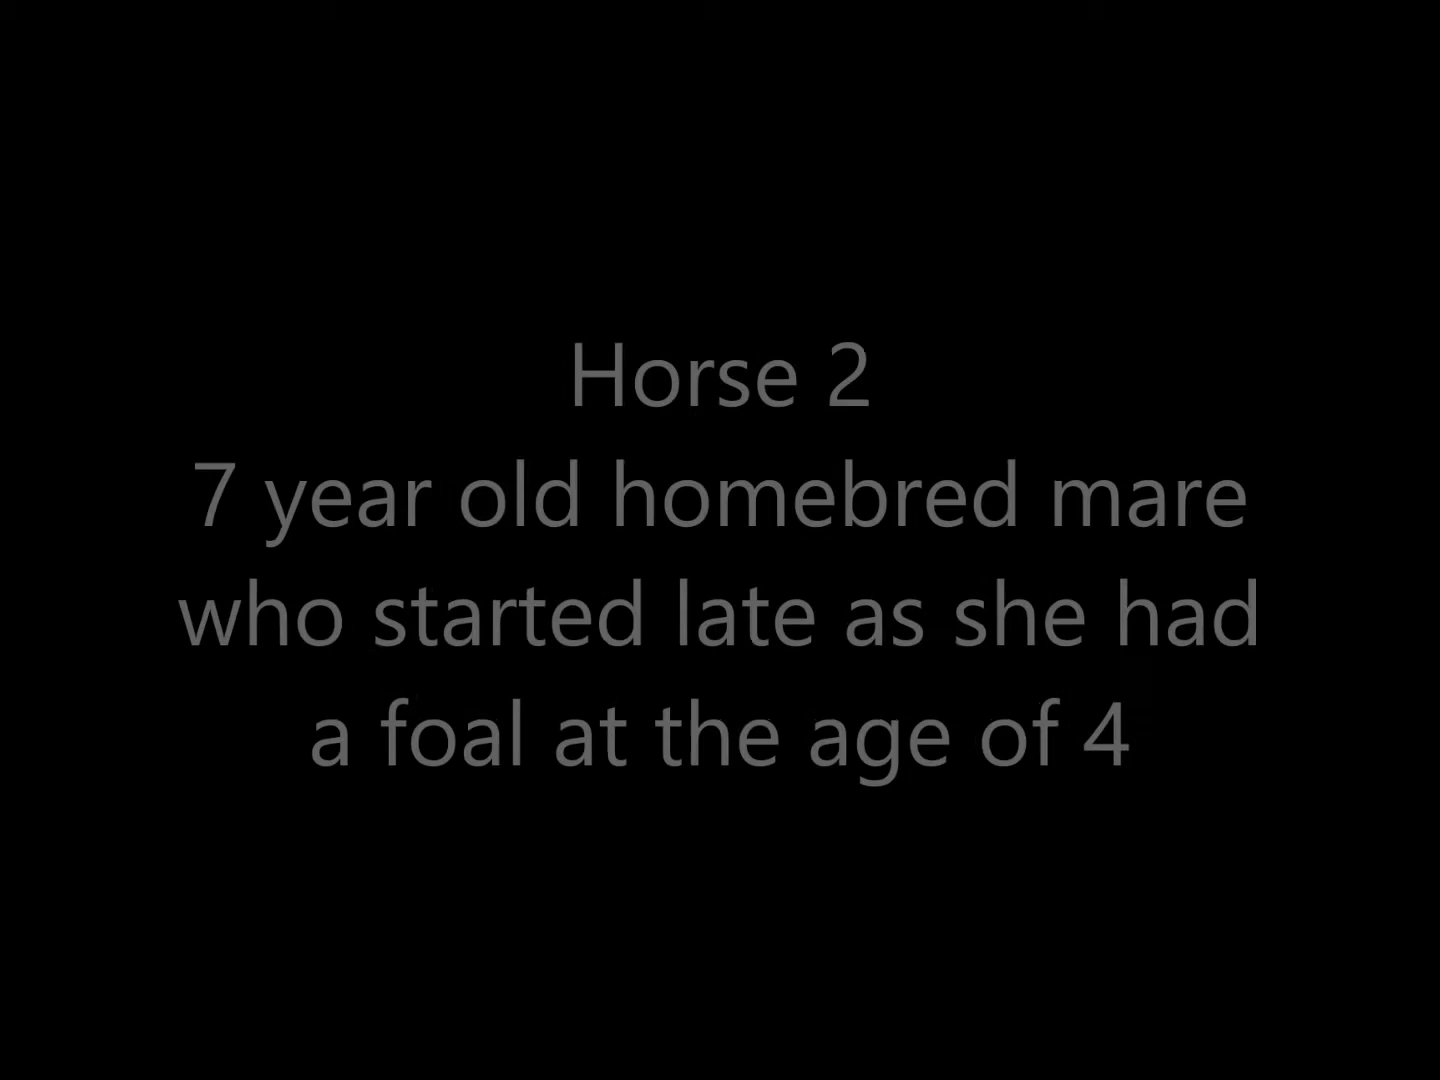 Horse 2
7 year old homebred mare
who started late as she had
a foal at the age of 4